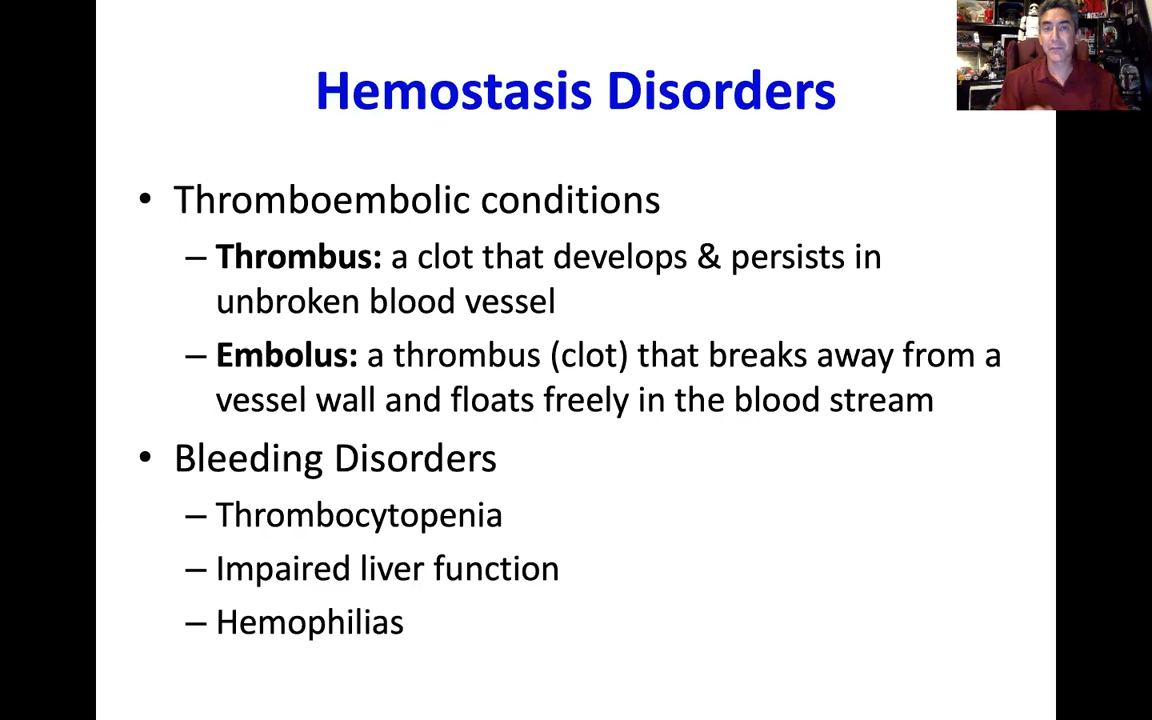 Hemostasis Disorders
• Thromboembolic conditions
– Thrombus: a clot that develops & persists in
unbroken blood vessel
– Embolus: a thrombus (clot) that breaks away from a
vessel wall and floats freely in the blood stream
• Bleeding Disorders
– Thrombocytopenia
– Impaired liver function
– Hemophilias